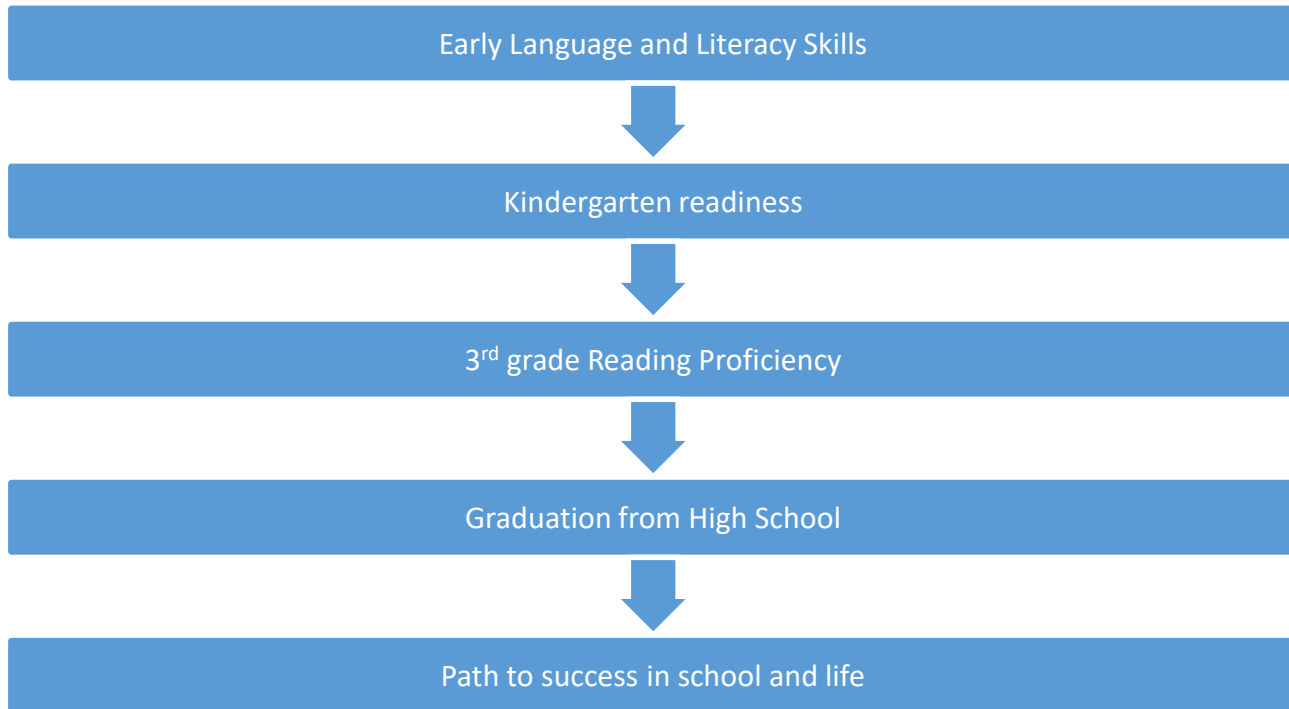 Early Language and Literacy Skills
Kindergarten readiness
3rd grade Reading Proficiency
Graduation from High School
Path to success in school and life